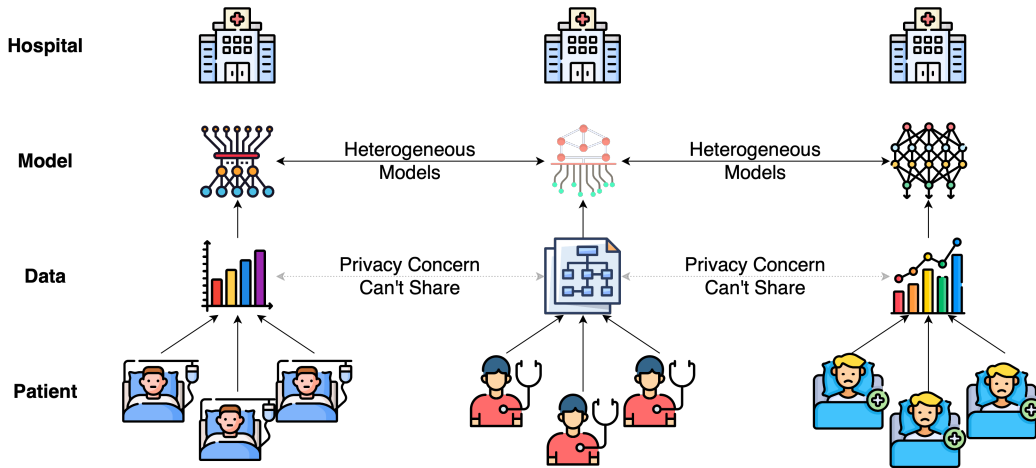 Hospital
Model
Heterogeneous
Models
Heterogeneous
Models
Data
Privacy Concern
Can't Share
Privacy Concern
Can't Share
Patient